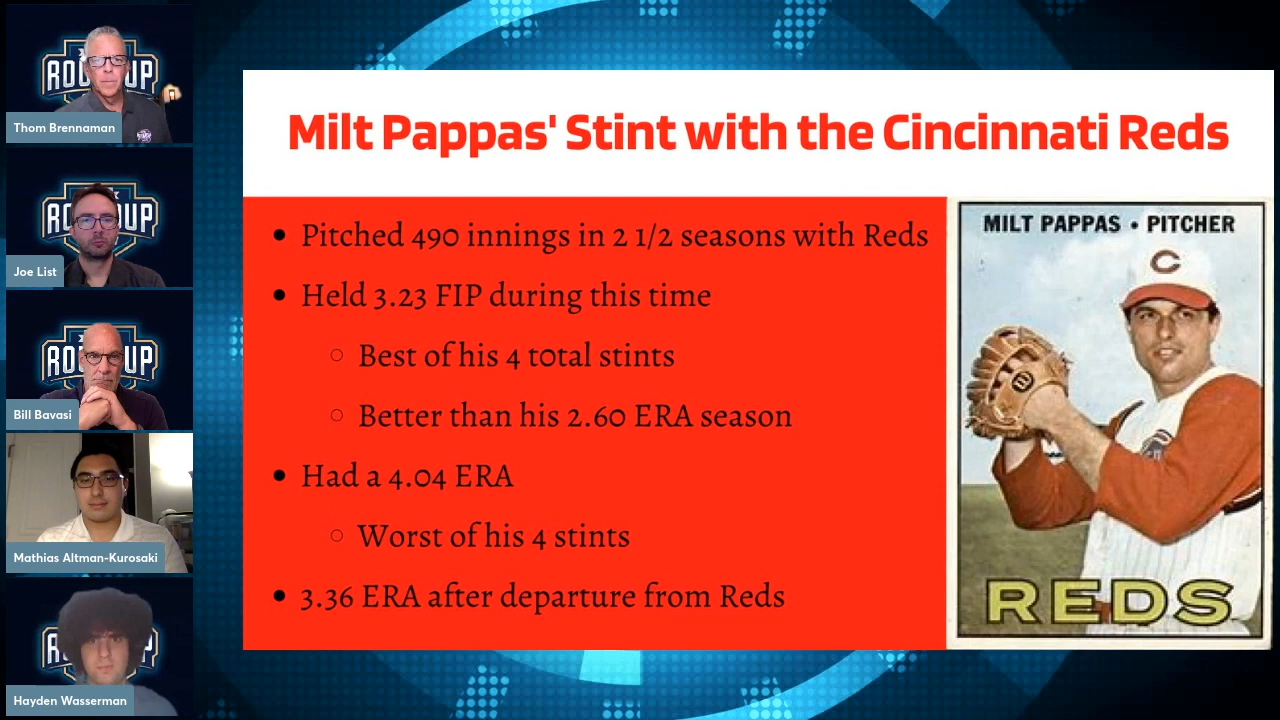 Milt Pappas' Stint with the Cincinnati Reds
Pitched 490 innings in 2 1/2 seasons with Reds
Held 3.23 FIP during this time
Best of his 4 total stints
Better than his 2.60 ERA season
Had a 4.04 ERA
Worst of his 4 stints
3.36 ERA after departure from Reds
MILT PAPPAS • PITCHER
C
REDS
Thom Brennaman
Joe List
Bill Bavasi
Mathias Altman-Kurosaki
Hayden Wasserman